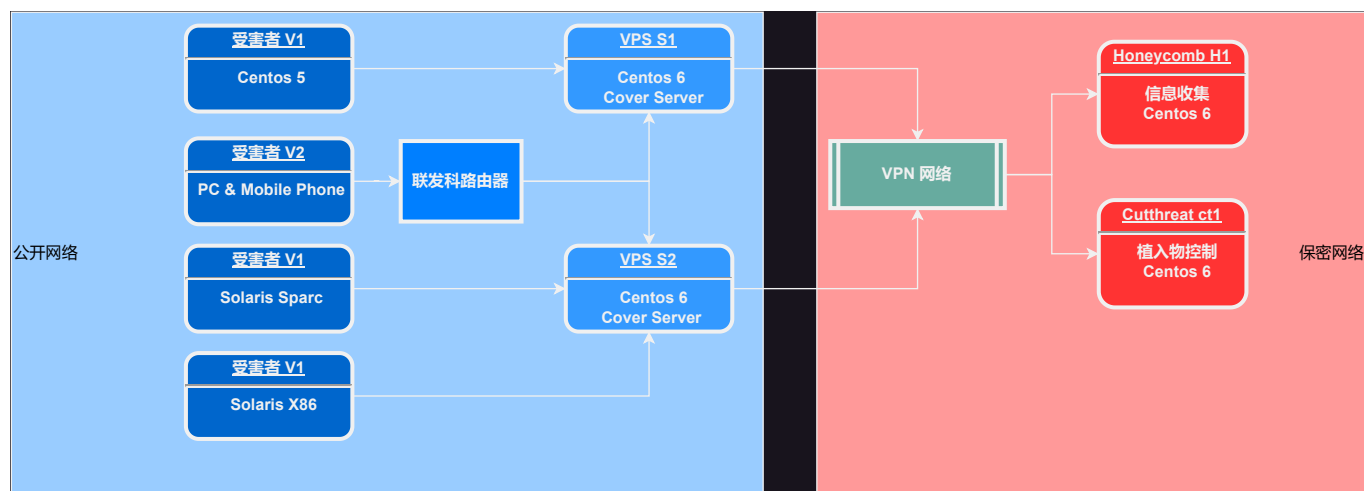 受害者 V1
Centos 5
受害者 V2
PC & Mobile Phone
受害者 V1
Solaris Sparc
受害者 V1
Solaris X86
公开网络
联发科路由器
VPS S1
Centos 6
Cover Server
VPS S2
Centos 6
Cover Server
VPN 网络
Honeycomb H1
信息收集
Centos 6
Cutthreat ct1
植入物控制
Centos 6
保密网络